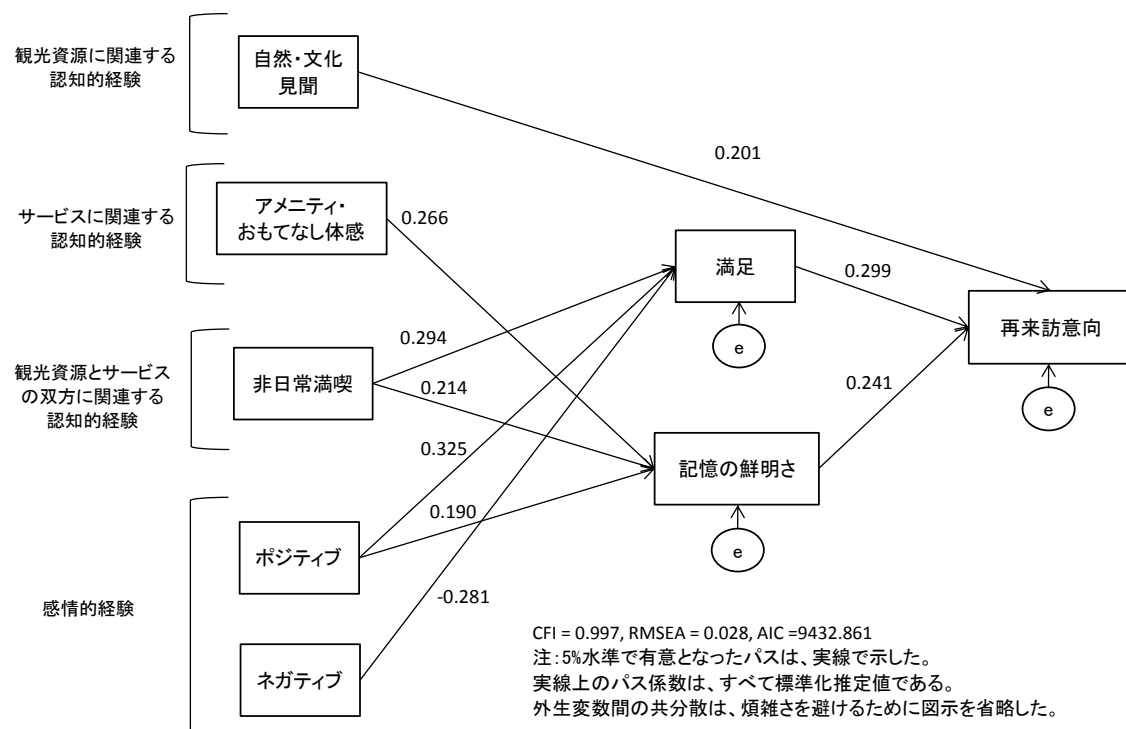 観光資源に関連する
認知的経験
自然・文化
見聞
0.201
サービスに関連する
認知的経験
アメニティ・
おもてなし体感
0.266
満足
0.299
e
再来訪意向
e
観光資源とサービス
の双方に関連する
認知的経験
非日常満喫
0.294
0.214
0.241
0.325
記憶の鮮明さ
e
0.190
ポジティブ
感情的経験
-0.281
ネガティブ
CFI = 0.997, RMSEA = 0.028, AIC =9432.861
注：5%水準で有意となったパスは、実線で示した。
実線上のパス係数は、すべて標準化推定値である。
外生変数間の共分散は、煩雑さを避けるために図示を省略した。